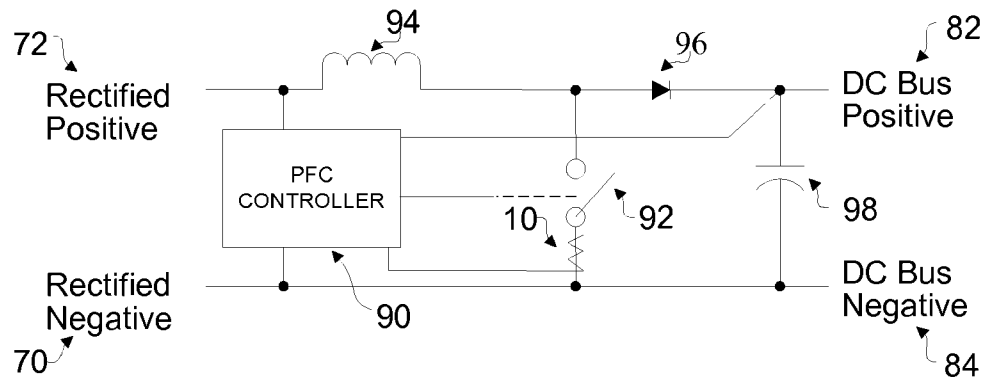 94
72
96
82
Rectified
Positive
DC Bus
Positive
PFC
CONTROLLER
10
92
98
Rectified
Negative
DC Bus
Negative
90
70
84